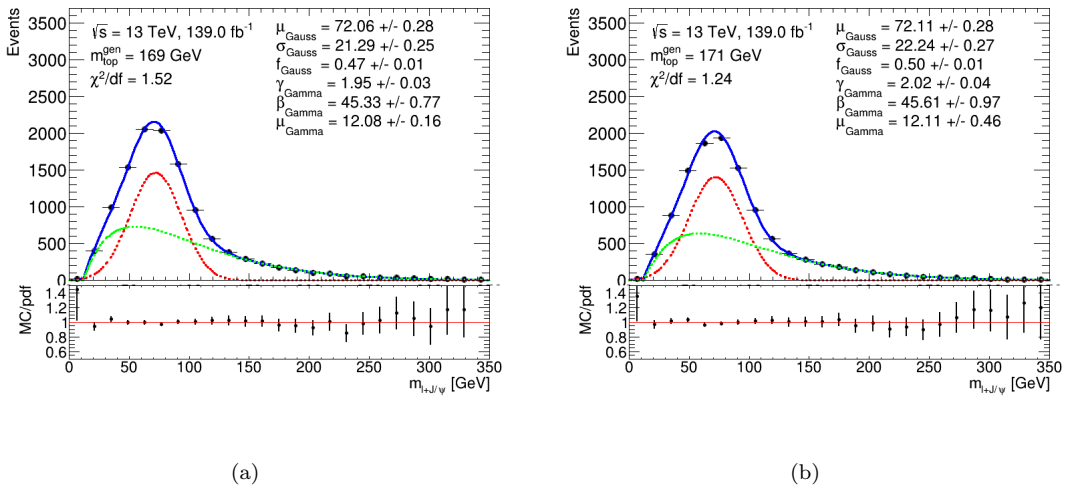 Events
√s = 13 TeV, 139.0 fb⁻¹
m_top^gen = 169 GeV
χ²/df = 1.52
μ_Gauss = 72.06 +/- 0.28
σ_Gauss = 21.29 +/- 0.25
f_Gauss = 0.47 +/- 0.01
γ_Gamma = 1.95 +/- 0.03
β_Gamma = 45.33 +/- 0.77
μ_Gamma = 12.08 +/- 0.16
3500
3000
2500
2000
1500
1000
500
0
MC/pdf
1.4
1.2
1
0.8
0.6
0 50 100 150 200 250 300 350
m_l+J/ψ [GeV]
(a)
Events
√s = 13 TeV, 139.0 fb⁻¹
m_top^gen = 171 GeV
χ²/df = 1.24
μ_Gauss = 72.11 +/- 0.28
σ_Gauss = 22.24 +/- 0.27
f_Gauss = 0.50 +/- 0.01
γ_Gamma = 2.02 +/- 0.04
β_Gamma = 45.61 +/- 0.97
μ_Gamma = 12.11 +/- 0.46
3500
3000
2500
2000
1500
1000
500
0
MC/pdf
1.4
1.2
1
0.8
0.6
0 50 100 150 200 250 300 350
m_l+J/ψ [GeV]
(b)